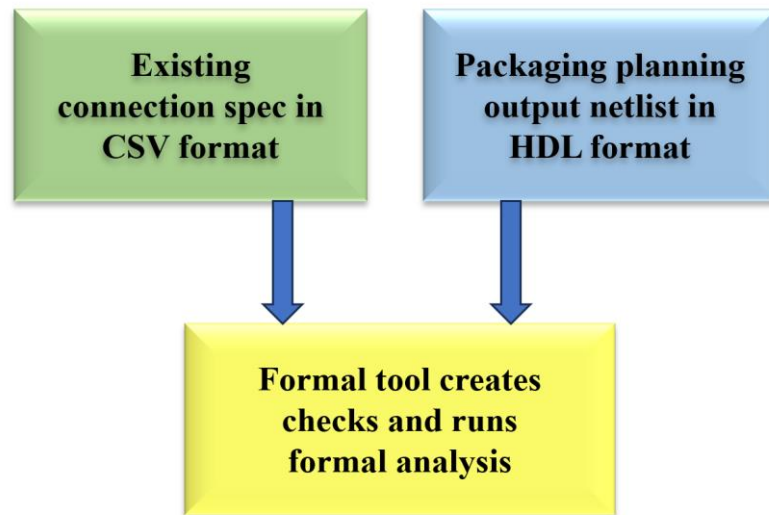 Existing
connection spec in
CSV format
Packaging planning
output netlist in
HDL format
Formal tool creates
checks and runs
formal analysis